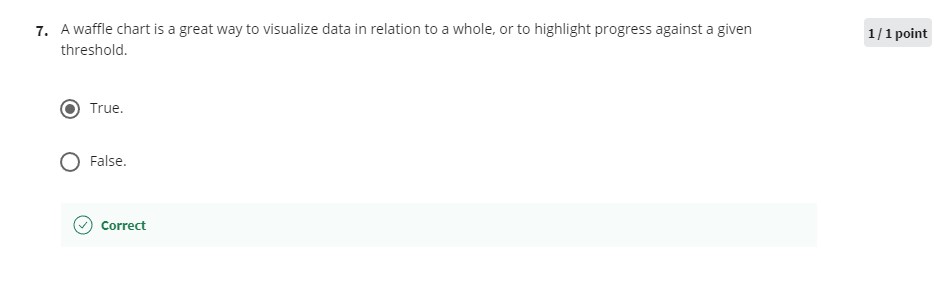 7. A waffle chart is a great way to visualize data in relation to a whole, or to highlight progress against a given
threshold.
1 / 1 point
True.
False.
Correct